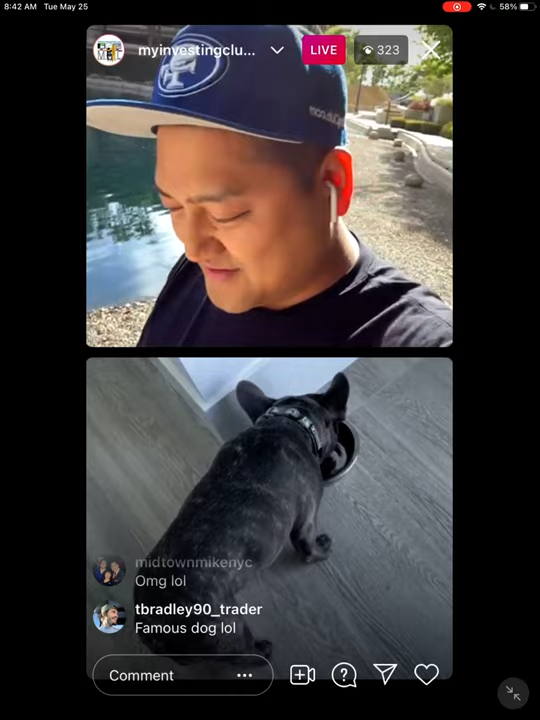 8:42 AM Tue May 25
58%
myinvestingclu...
LIVE
323
midtownmikenyc
Omg lol
tbradley90_trader
Famous dog lol
Comment